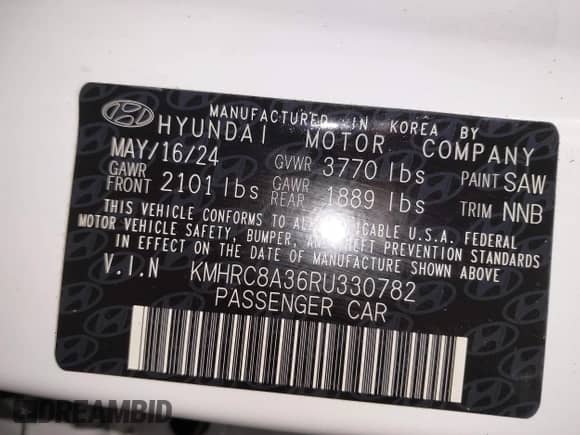 MANUFACTURED IN KOREA BY
HYUNDAI MOTOR COMPANY
MAY/16/24 GVWR 3770 lbs PAINT SAW
GAWR FRONT 2101 lbs GAWR REAR 1889 lbs TRIM NNB
THIS VEHICLE CONFORMS TO ALL APPLICABLE U.S.A. FEDERAL
MOTOR VEHICLE SAFETY, BUMPER, AND THEFT PREVENTION STANDARDS
IN EFFECT ON THE DATE OF MANUFACTURE SHOWN ABOVE.
V.I.N KMHRC8A36RU330782
PASSENGER CAR
DREAMBID